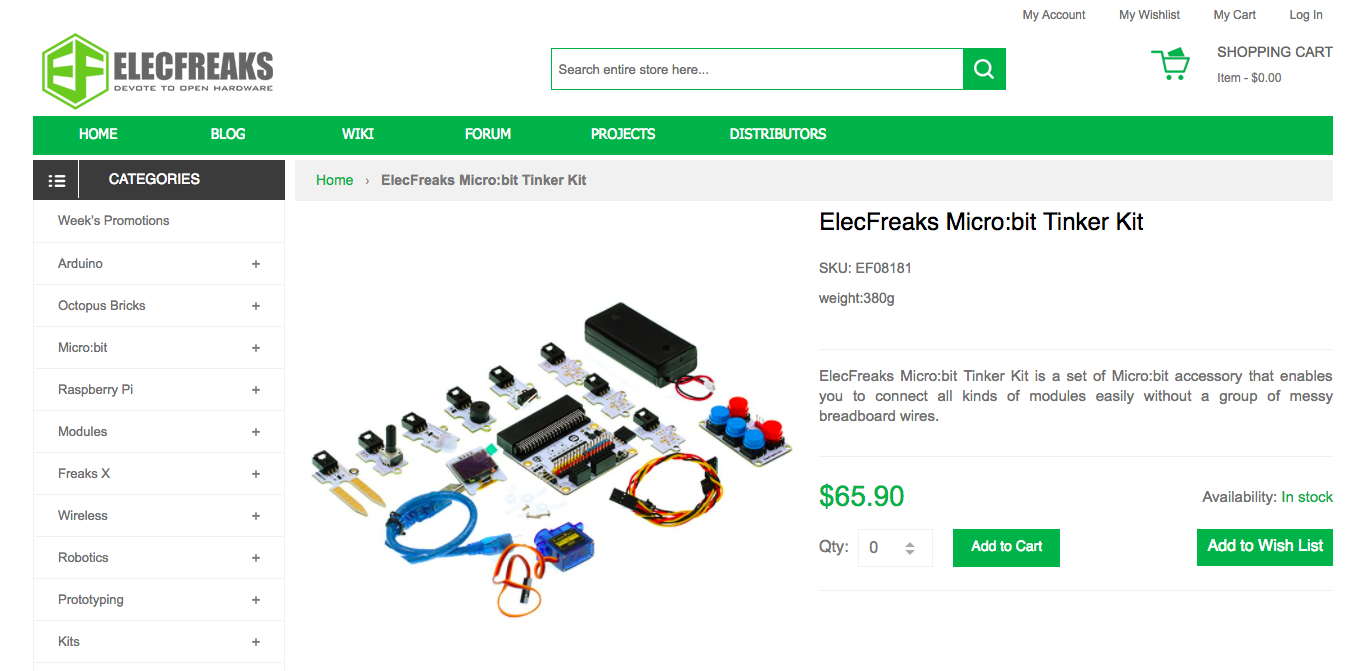 My Account
My Wishlist
My Cart
Log In
EF ELECFREAKS
DEVOTE TO OPEN HARDWARE
Search entire store here...
SHOPPING CART
Item - $0.00
HOME
BLOG
WIKI
FORUM
PROJECTS
DISTRIBUTORS
CATEGORIES
Home › ElecFreaks Micro:bit Tinker Kit
Week's Promotions
Arduino +
Octopus Bricks +
Micro:bit +
Raspberry Pi +
Modules +
Freaks X +
Wireless +
Robotics +
Prototyping +
Kits +
ElecFreaks Micro:bit Tinker Kit
SKU: EF08181
weight:380g
ElecFreaks Micro:bit Tinker Kit is a set of Micro:bit accessory that enables
you to connect all kinds of modules easily without a group of messy
breadboard wires.
$65.90
Availability: In stock
Qty: 0
Add to Cart
Add to Wish List